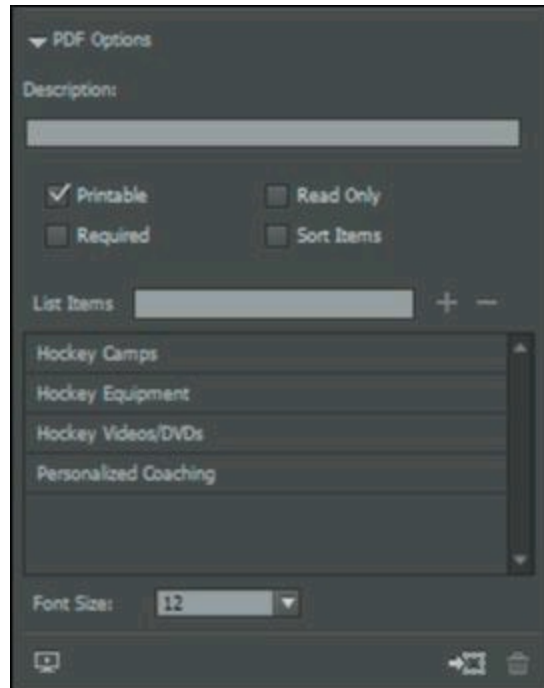 PDF Options
Description:
Printable Read Only
Required Sort Items
List Items
Hockey Camps
Hockey Equipment
Hockey Videos/DVDs
Personalized Coaching
Font Size: 12